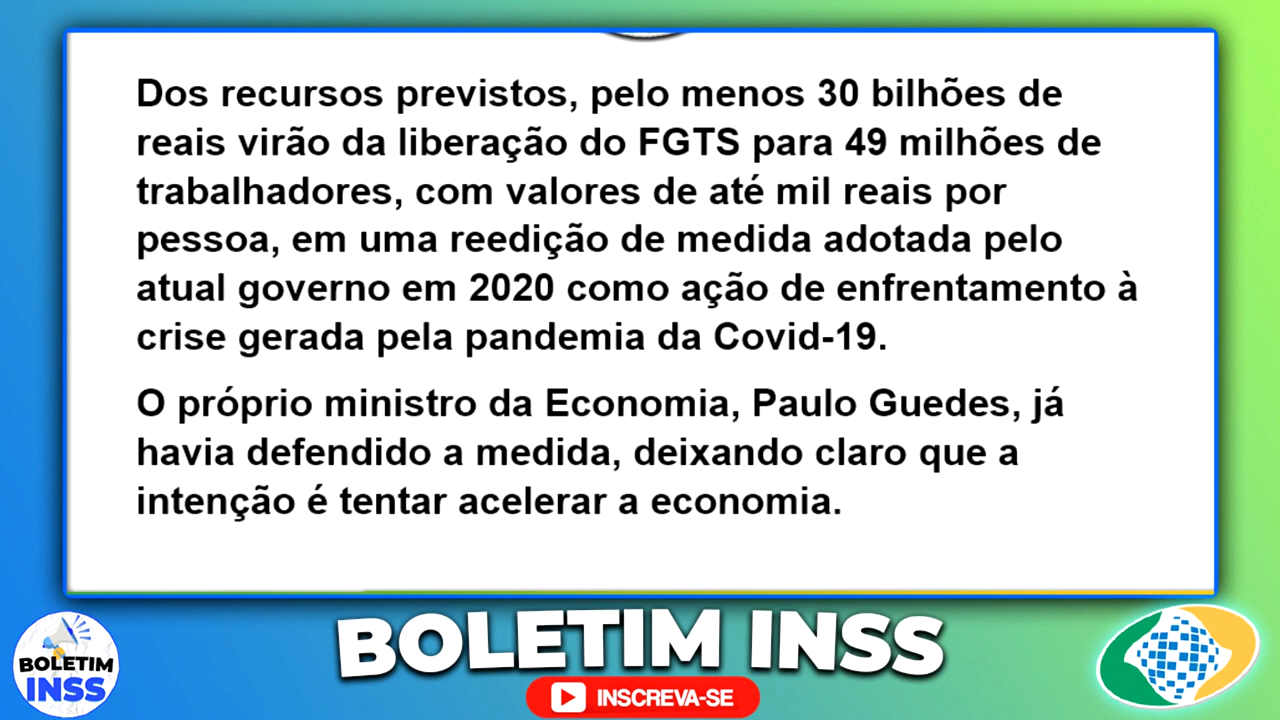 Dos recursos previstos, pelo menos 30 bilhões de
reais virão da liberação do FGTS para 49 milhões de
trabalhadores, com valores de até mil reais por
pessoa, em uma reedição de medida adotada pelo
atual governo em 2020 como ação de enfrentamento à
crise gerada pela pandemia da Covid-19.
O próprio ministro da Economia, Paulo Guedes, já
havia defendido a medida, deixando claro que a
intenção é tentar acelerar a economia.
BOLETIM
INSS
BOLETIM INSS
INSCREVA-SE